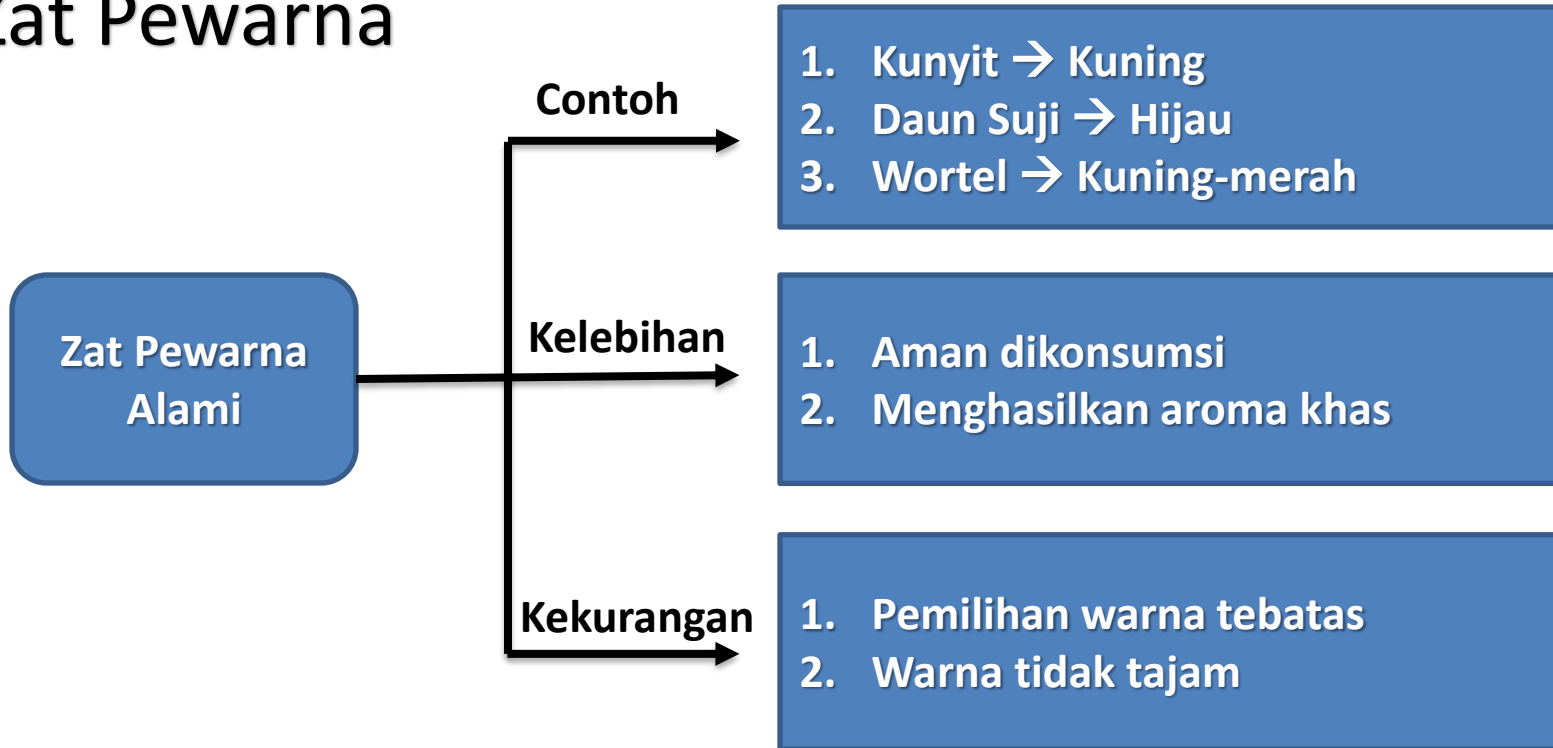 Zat Pewarna
Contoh
1. Kunyit → Kuning
2. Daun Suji → Hijau
3. Wortel → Kuning-merah
Zat Pewarna
Alami
Kelebihan
1. Aman dikonsumsi
2. Menghasilkan aroma khas
Kekurangan
1. Pemilihan warna tebatas
2. Warna tidak tajam